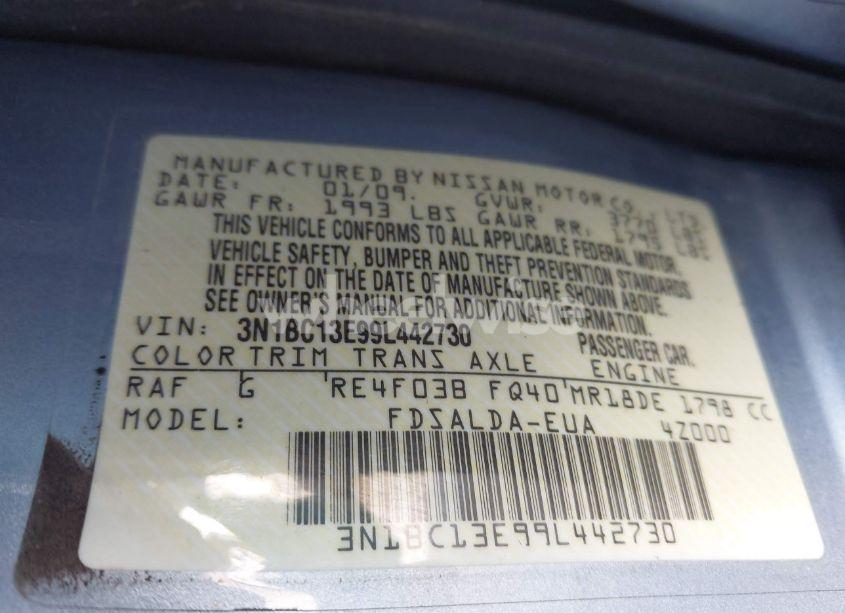 MANUFACTURED BY NISSAN MOTOR CO., LTD.
DATE: 01/09. GVWR:
GAWR FR: 1993 LBS GAWR RR:
THIS VEHICLE CONFORMS TO ALL APPLICABLE FEDERAL MOTOR
VEHICLE SAFETY, BUMPER AND THEFT PREVENTION STANDARDS
IN EFFECT ON THE DATE OF MANUFACTURE SHOWN ABOVE.
SEE OWNER'S MANUAL FOR ADDITIONAL INFORMATION.
VIN: 3N1BC13E99L442730 PASSENGER CAR.
COLOR TRIM TRANS AXLE ENGINE
RAF G RE4F03B FQ40 MR18DE 1798 CC
MODEL: FDSALDA-EUA 4Z000
3N1BC13E99L442730